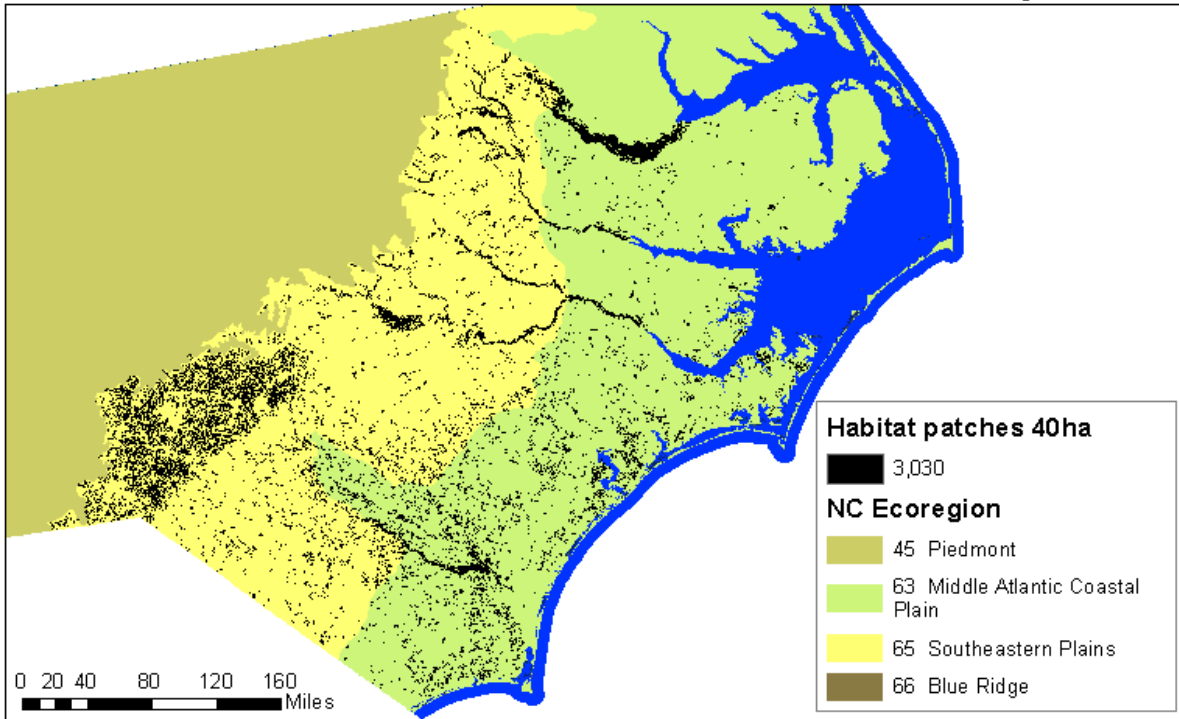 Habitat patches 40ha
3,030
NC Ecoregion
45 Piedmont
63 Middle Atlantic Coastal
Plain
65 Southeastern Plains
66 Blue Ridge
0 20 40 80 120 160
Miles